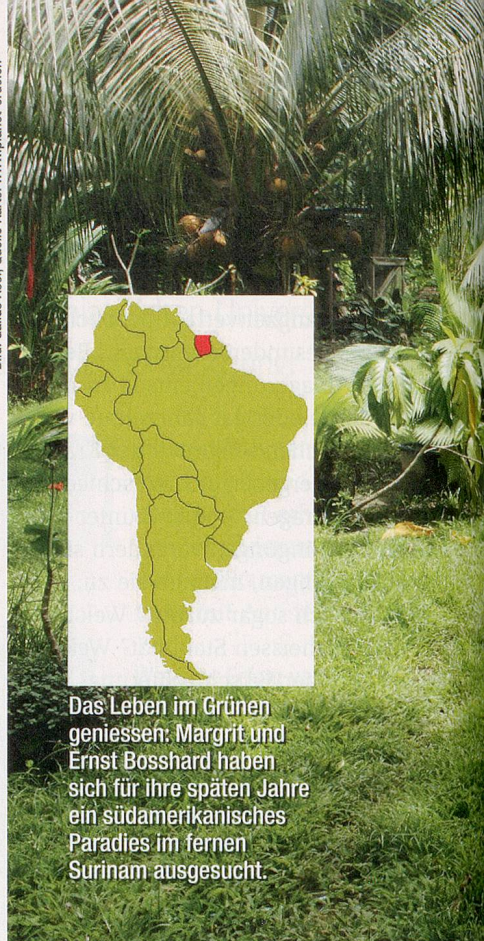 Das Leben im Grünen
geniessen: Margrit und
Ernst Bosshard haben
sich für ihre späten Jahre
ein südamerikanisches
Paradies im fernen
Surinam ausgesucht.